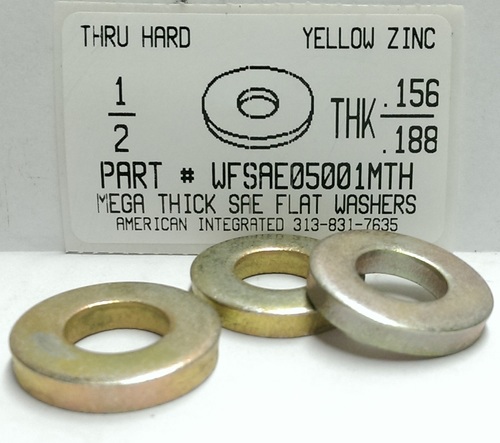 THRU HARD YELLOW ZINC
1/2 THK .156/.188
PART # WFSAE05001MTH
MEGA THICK SAE FLAT WASHERS
AMERICAN INTEGRATED 313-831-7635